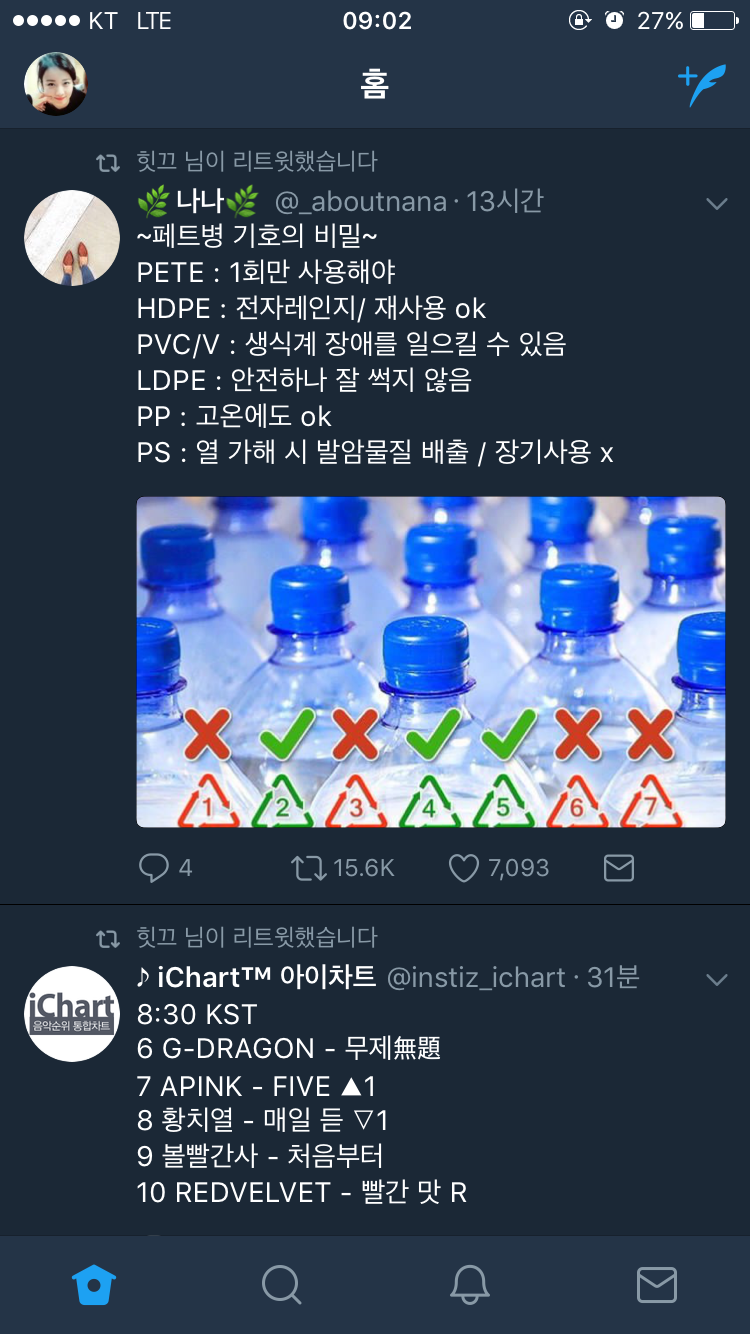 KT LTE 09:02 27%
홈
힛끄 님이 리트윗했습니다
🌿나나🌿 @_aboutnana · 13시간
~페트병 기호의 비밀~
PETE : 1회만 사용해야
HDPE : 전자레인지/ 재사용 ok
PVC/V : 생식계 장애를 일으킬 수 있음
LDPE : 안전하나 잘 썩지 않음
PP : 고온에도 ok
PS : 열 가해 시 발암물질 배출 / 장기사용 x
1 2 3 4 5 6 7
4 15.6K 7,093
힛끄 님이 리트윗했습니다
♪ iChart™ 아이차트 @instiz_ichart · 31분
iChart
음악순위 통합차트
8:30 KST
6 G-DRAGON - 무제無題
7 APINK - FIVE ▲1
8 황치열 - 매일 듣 ▽1
9 볼빨간사 - 처음부터
10 REDVELVET - 빨간 맛 R